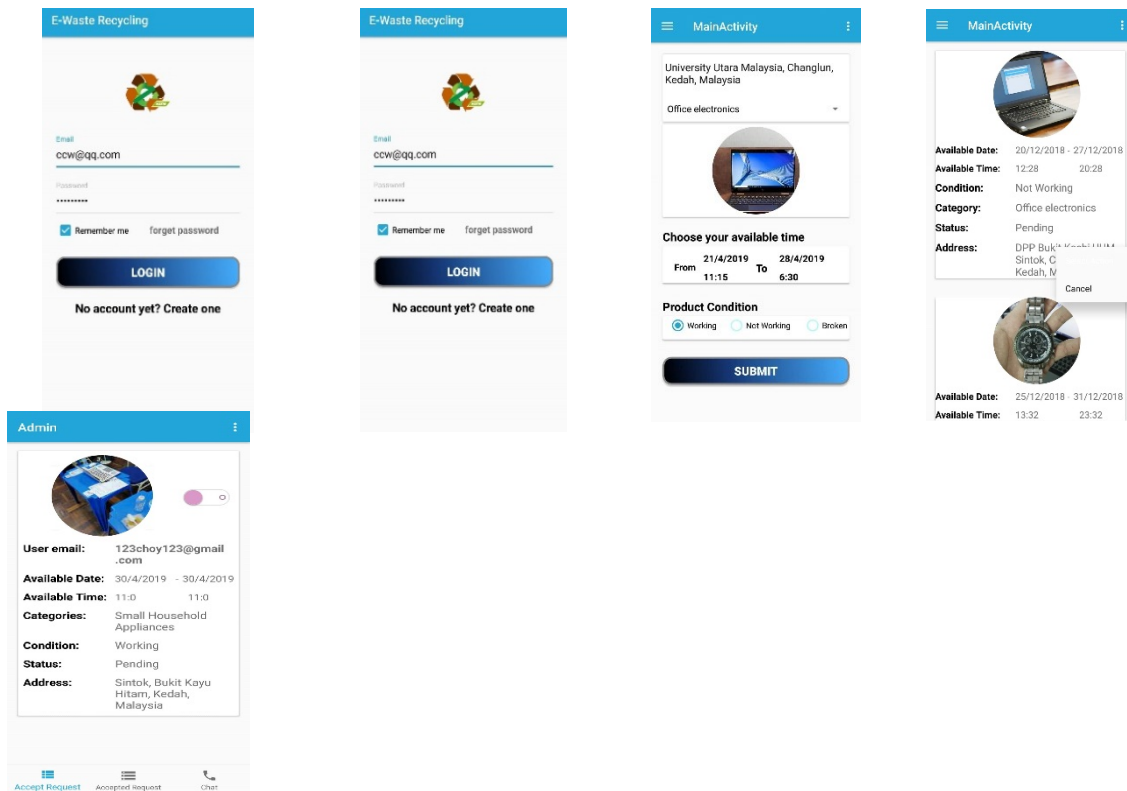 E-Waste Recycling
Email
ccw@qq.com
Password
Remember me forget password
LOGIN
No account yet? Create one
E-Waste Recycling
Email
ccw@qq.com
Password
Remember me forget password
LOGIN
No account yet? Create one
MainActivity
University Utara Malaysia, Changlun,
Kedah, Malaysia
Office electronics
Choose your available time
From 21/4/2019 To 28/4/2019
11:15 6:30
Product Condition
Working Not Working Broken
SUBMIT
MainActivity
Available Date: 20/12/2018 - 27/12/2018
Available Time: 12:28 20:28
Condition: Not Working
Category: Office electronics
Status: Pending
Address: DPP Bukit
Sintok, C
Kedah, M
Cancel
Available Date: 25/12/2018 - 31/12/2018
Available Time: 13:32 23:32
Admin
User email: 123choy123@gmail
.com
Available Date: 30/4/2019 - 30/4/2019
Available Time: 11:0 11:0
Categories: Small Household
Appliances
Condition: Working
Status: Pending
Address: Sintok, Bukit Kayu
Hitam, Kedah,
Malaysia
Accept Request Accepted Request Chat